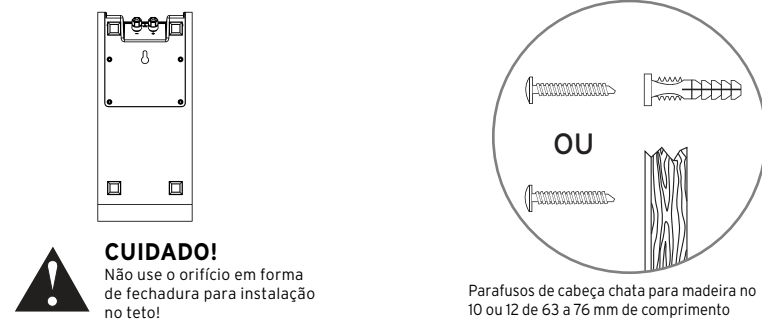 OU
CUIDADO!
Não use o orifício em forma
de fechadura para instalação
no teto!
Parafusos de cabeça chata para madeira no
10 ou 12 de 63 a 76 mm de comprimento